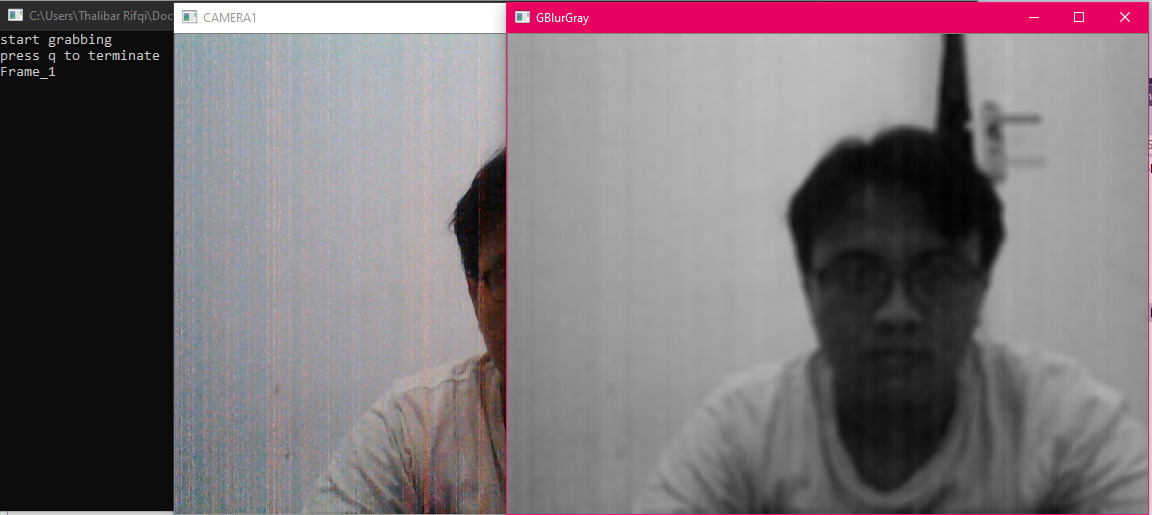 C:\Users\Thalibar Rifqi\Doc
CAMERA1
GBlurGray
start grabbing
press q to terminate
Frame_1